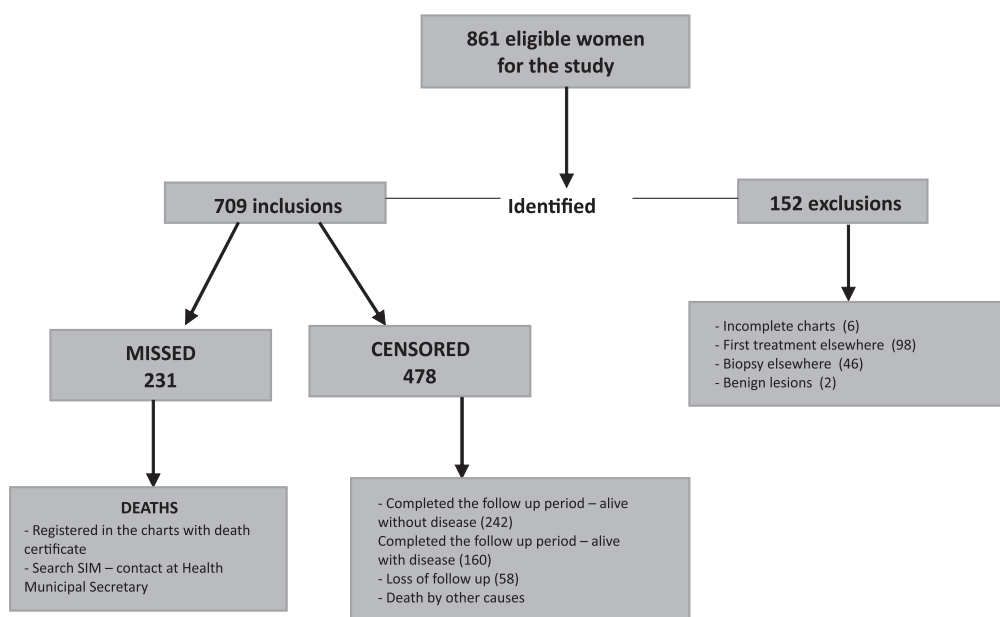 861 eligible women
for the study
709 inclusions
Identified
152 exclusions
MISSED
231
CENSORED
478
- Incomplete charts (6)
- First treatment elsewhere (98)
- Biopsy elsewhere (46)
- Benign lesions (2)
DEATHS
- Registered in the charts with death
certificate
- Search SIM – contact at Health
Municipal Secretary
- Completed the follow up period – alive
without disease (242)
Completed the follow up period – alive
with disease (160)
- Loss of follow up (58)
- Death by other causes